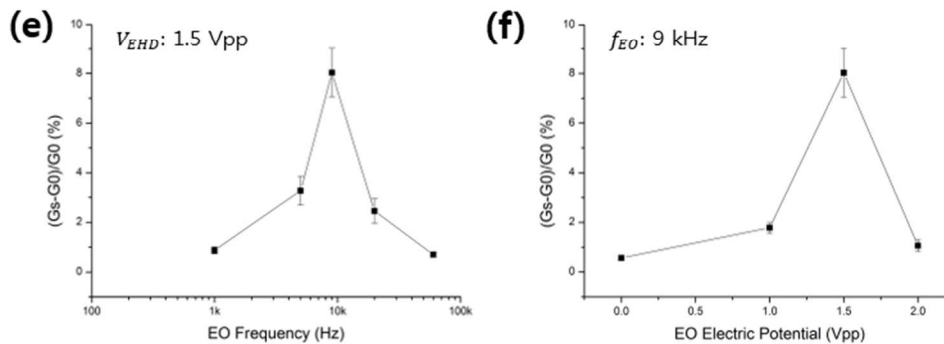 (e)
V_EHD: 1.5 Vpp
(Gs-G0)/G0 (%)
10
8
6
4
2
0
100 1k 10k 100k
EO Frequency (Hz)
(f)
f_EO: 9 kHz
(Gs-G0)/G0 (%)
10
8
6
4
2
0
0.0 0.5 1.0 1.5 2.0
EO Electric Potential (Vpp)